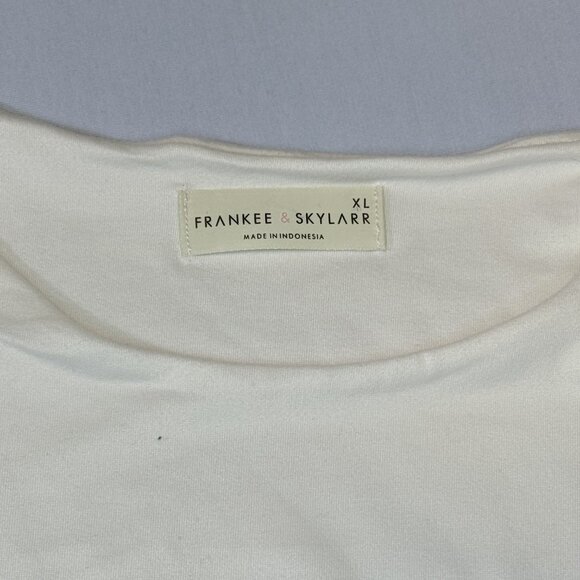 XL
FRANKEE & SKYLARR
MADE IN INDONESIA